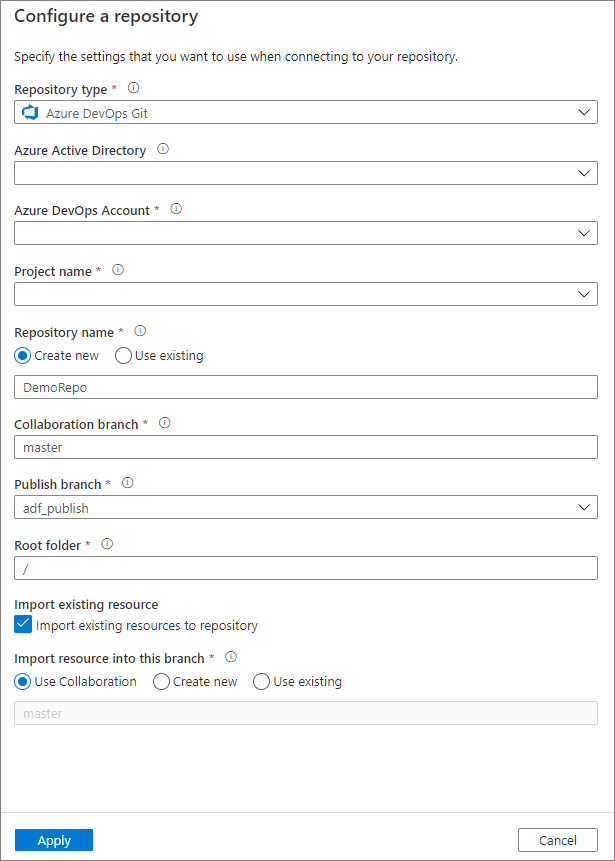 Configure a repository
Specify the settings that you want to use when connecting to your repository.
Repository type *
Azure DevOps Git
Azure Active Directory
Azure DevOps Account *
Project name *
Repository name *
Create new Use existing
DemoRepo
Collaboration branch *
master
Publish branch *
adf_publish
Root folder *
/
Import existing resource
Import existing resources to repository
Import resource into this branch *
Use Collaboration Create new Use existing
master
Apply Cancel